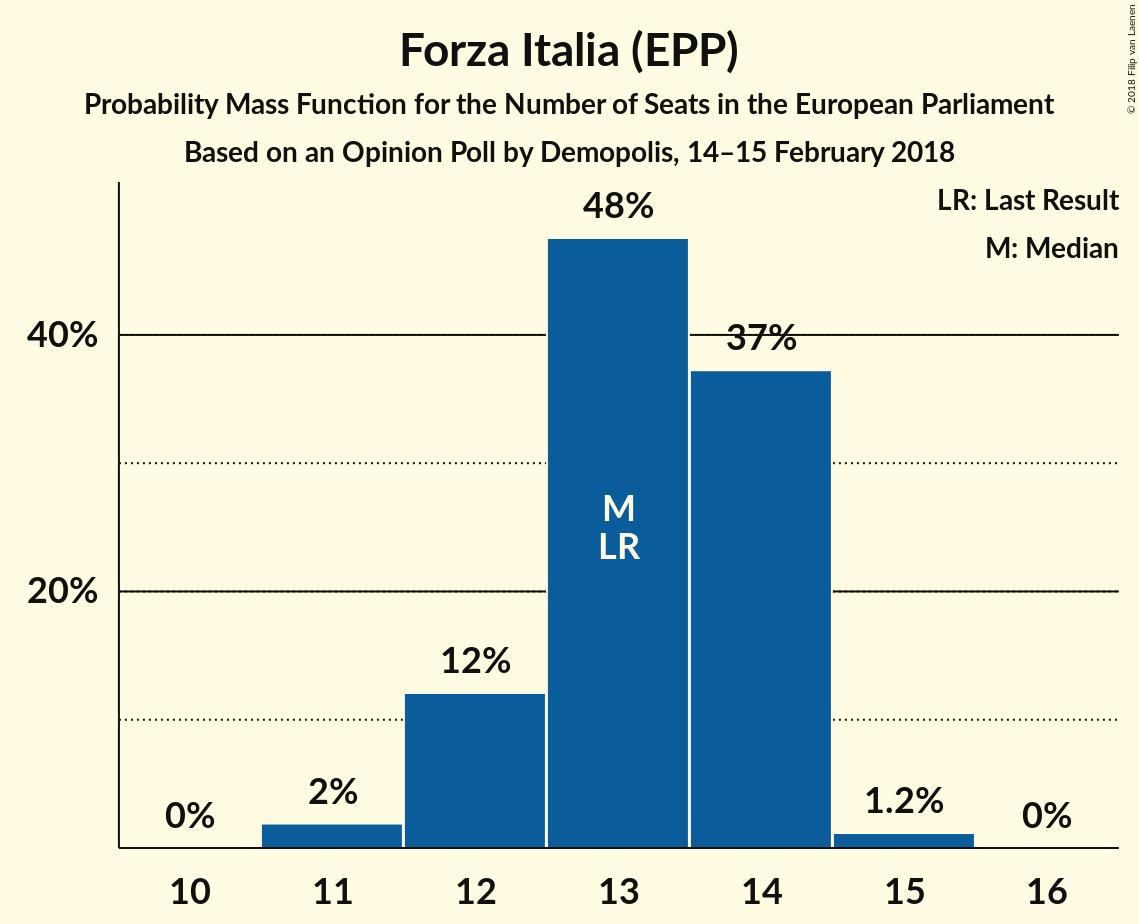 Forza Italia (EPP)
Probability Mass Function for the Number of Seats in the European Parliament
Based on an Opinion Poll by Demopolis, 14–15 February 2018
© 2018 Filip van Laenen
LR: Last Result
M: Median
48%
40%
37%
M
LR
20%
12%
2%
1.2%
0%
0%
10 11 12 13 14 15 16